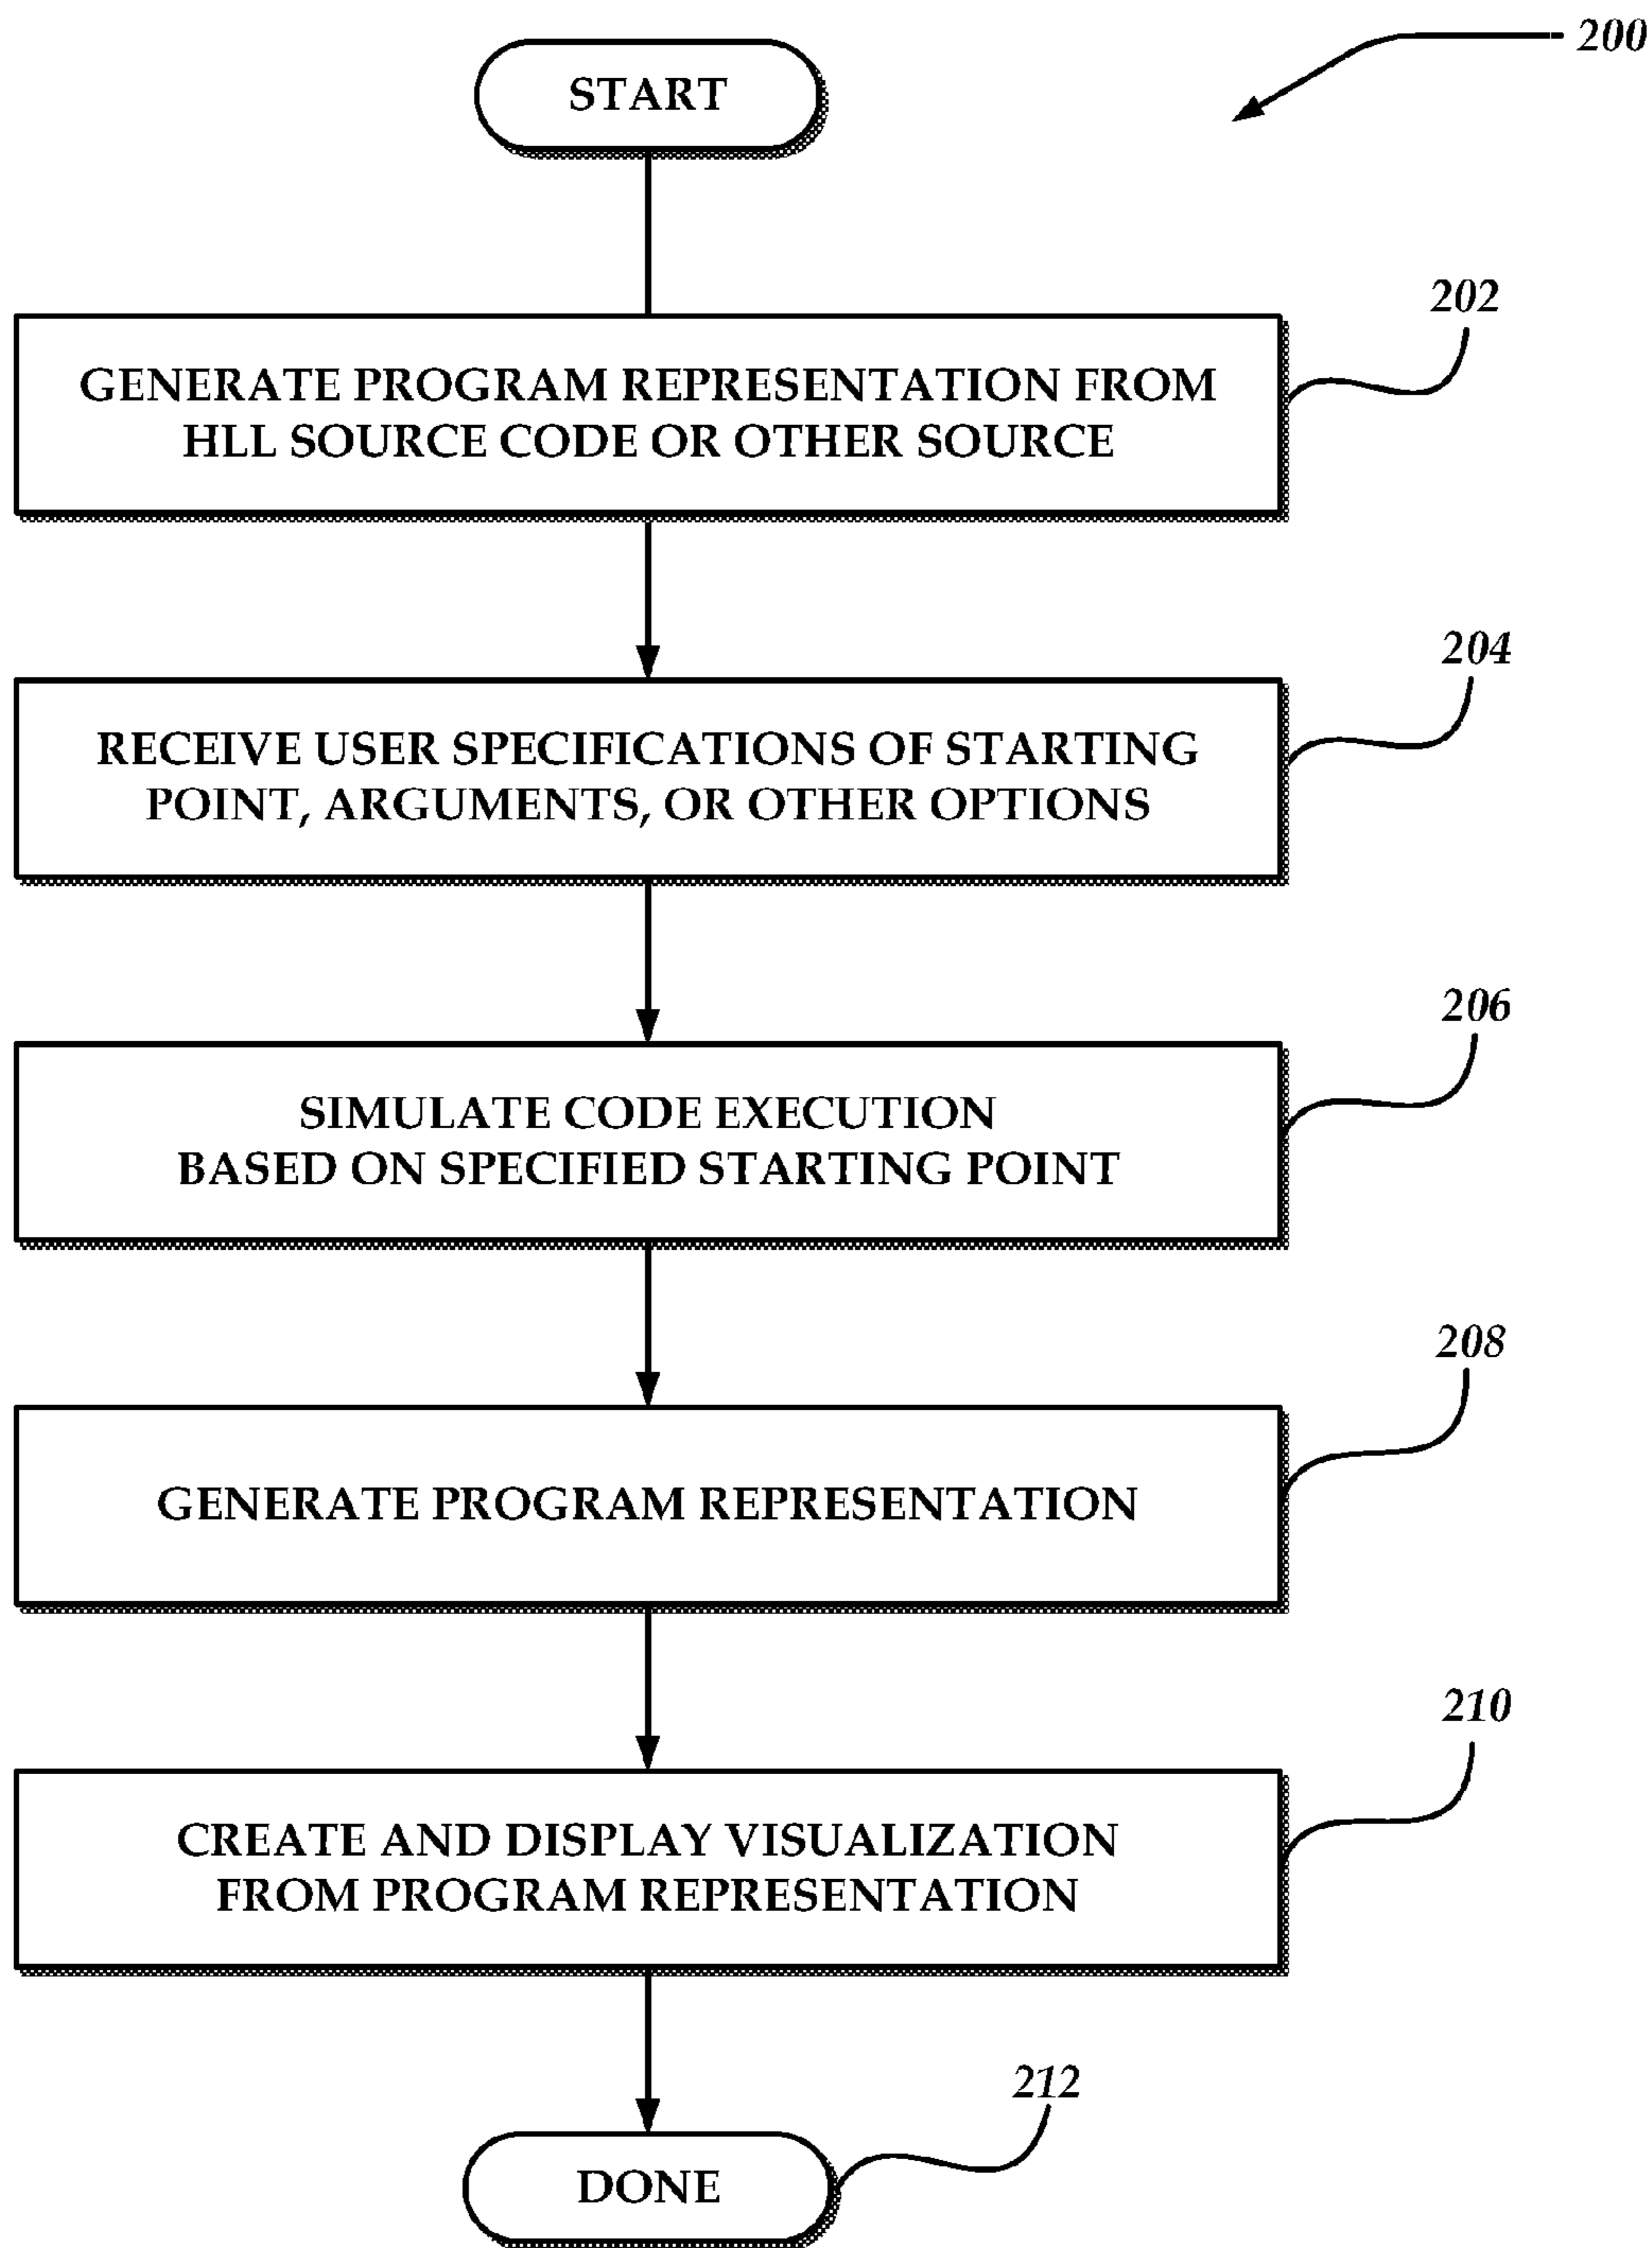 200
START
202
GENERATE PROGRAM REPRESENTATION FROM
HLL SOURCE CODE OR OTHER SOURCE
204
RECEIVE USER SPECIFICATIONS OF STARTING
POINT, ARGUMENTS, OR OTHER OPTIONS
206
SIMULATE CODE EXECUTION
BASED ON SPECIFIED STARTING POINT
208
GENERATE PROGRAM REPRESENTATION
210
CREATE AND DISPLAY VISUALIZATION
FROM PROGRAM REPRESENTATION
212
DONE